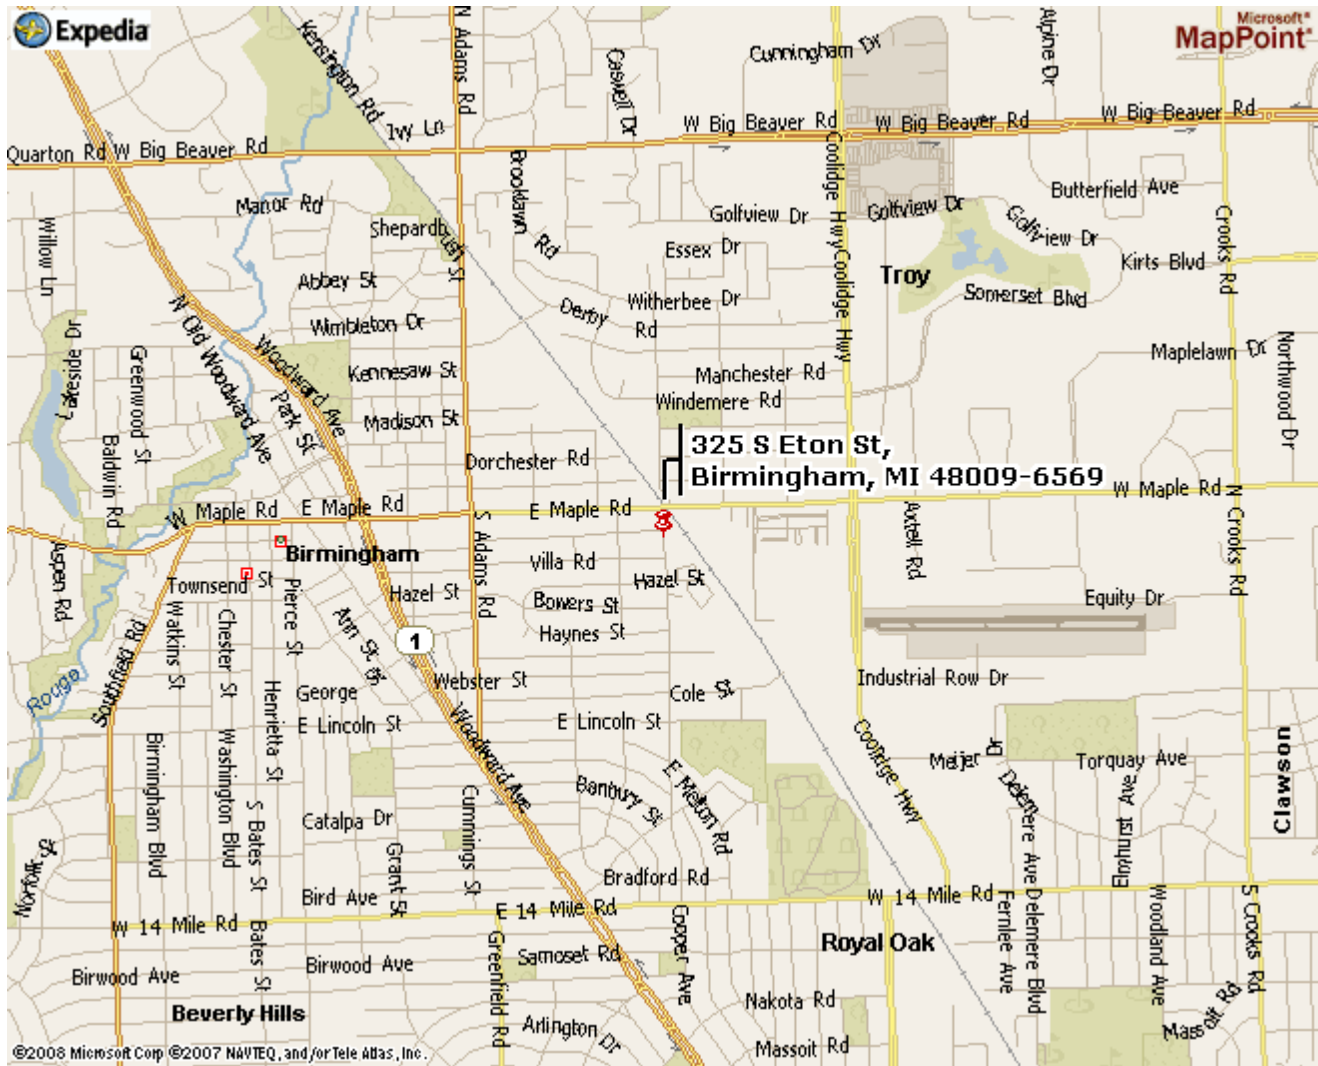 Expedia
Microsoft®
MapPoint®
Kensington Rd
N Adams Rd
Caswell Dr
Cunningham Dr
Alpine Dr
W Big Beaver Rd
W Big Beaver Rd
W Big Beaver Rd
Quarton Rd
W Big Beaver Rd
Ivy Ln
Coolidge Hwy
Brooklawn Rd
Butterfield Ave
Manor Rd
Golfview Dr
Golfview Dr
Golfview Dr
Crooks Rd
Willow Ln
Shepardbush St
Essex Dr
Kirts Blvd
Troy
Abbey St
Witherbee Dr
Somerset Blvd
Derby Rd
Coolidge Hwy
N Old Woodward Ave
Wimbleton Dr
Woodward Ave
Lakeside Dr
Greenwood St
Kennesaw St
Manchester Rd
Maplelawn Dr
Northwood Dr
Windemere Rd
Park St
Madison St
Baldwin Rd
Dorchester Rd
325 S Eton St,
Birmingham, MI 48009-6569
W Maple Rd
E Maple Rd
E Maple Rd
W Maple Rd
N Crooks Rd
Axtell Rd
S Adams Rd
Birmingham
Villa Rd
Aspen Rd
Townsend St
Hazel St
Hazel St
Pierce St
Bowers St
Equity Dr
Watkins St
Chester St
Ann St
Haynes St
1
Southfield Rd
Rouge
Webster St
Cole St
Industrial Row Dr
Henrietta St
George St
E Lincoln St
E Lincoln St
Woodward Ave
Coolidge Hwy
Birmingham Blvd
Washington Blvd
Meijer Dr
Torquay Ave
Delemere Ave
Elmhurst Ave
Clawson
Banbury St
E Melton Rd
S Bates St
Catalpa Dr
Cummings St
Norfolk St
Grant St
Bradford Rd
Bird Ave
W 14 Mile Rd
E 14 Mile Rd
W 14 Mile Rd
S Bates St
Cooper Ave
Fernlee Ave
Delemere Blvd
Woodland Ave
S Crooks Rd
Royal Oak
Greenfield Rd
Samoset Rd
Birwood Ave
Birwood Ave
Beverly Hills
Nakota Rd
Arlington Dr
Massoit Rd
Massoit Rd
©2008 Microsoft Corp ©2007 NAVTEQ, and/or Tele Atlas, Inc.